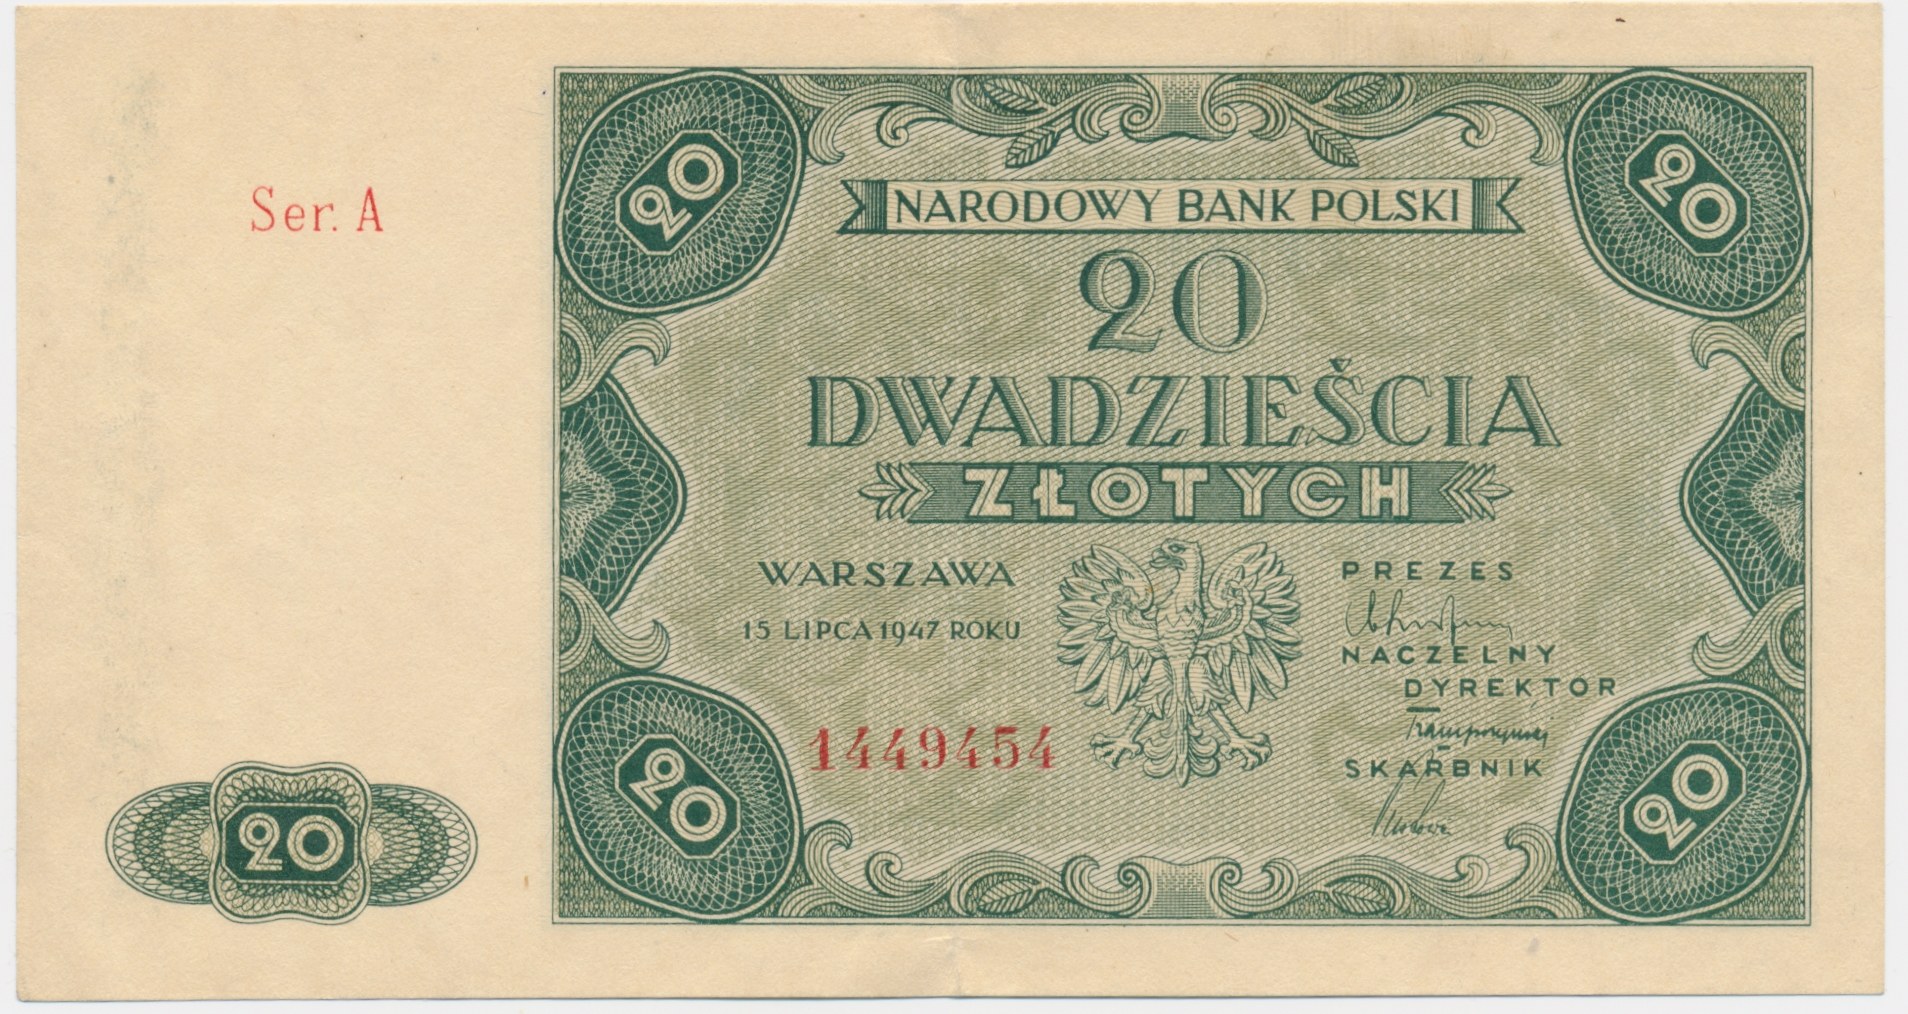 Ser. A
20
20
NARODOWY BANK POLSKI
20
DWADZIEŚCIA
ZŁOTYCH
WARSZAWA
15 LIPCA 1947 ROKU
PREZES
NACZELNY
DYREKTOR
SKARBNIK
1449454
20
20
20